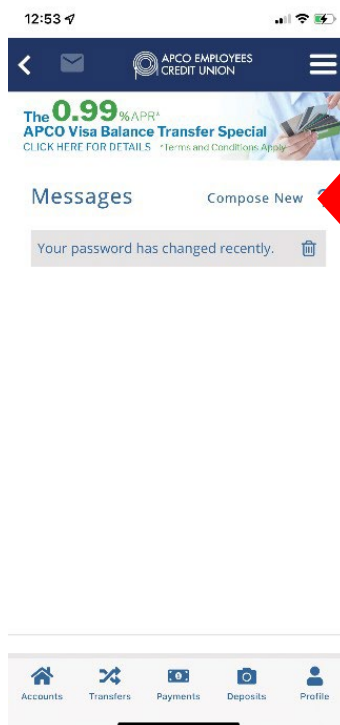 12:53
APCO EMPLOYEES
CREDIT UNION
The 0.99%APR*
APCO Visa Balance Transfer Special
CLICK HERE FOR DETAILS *Terms and Conditions Apply
Messages Compose New
Your password has changed recently.
Accounts Transfers Payments Deposits Profile